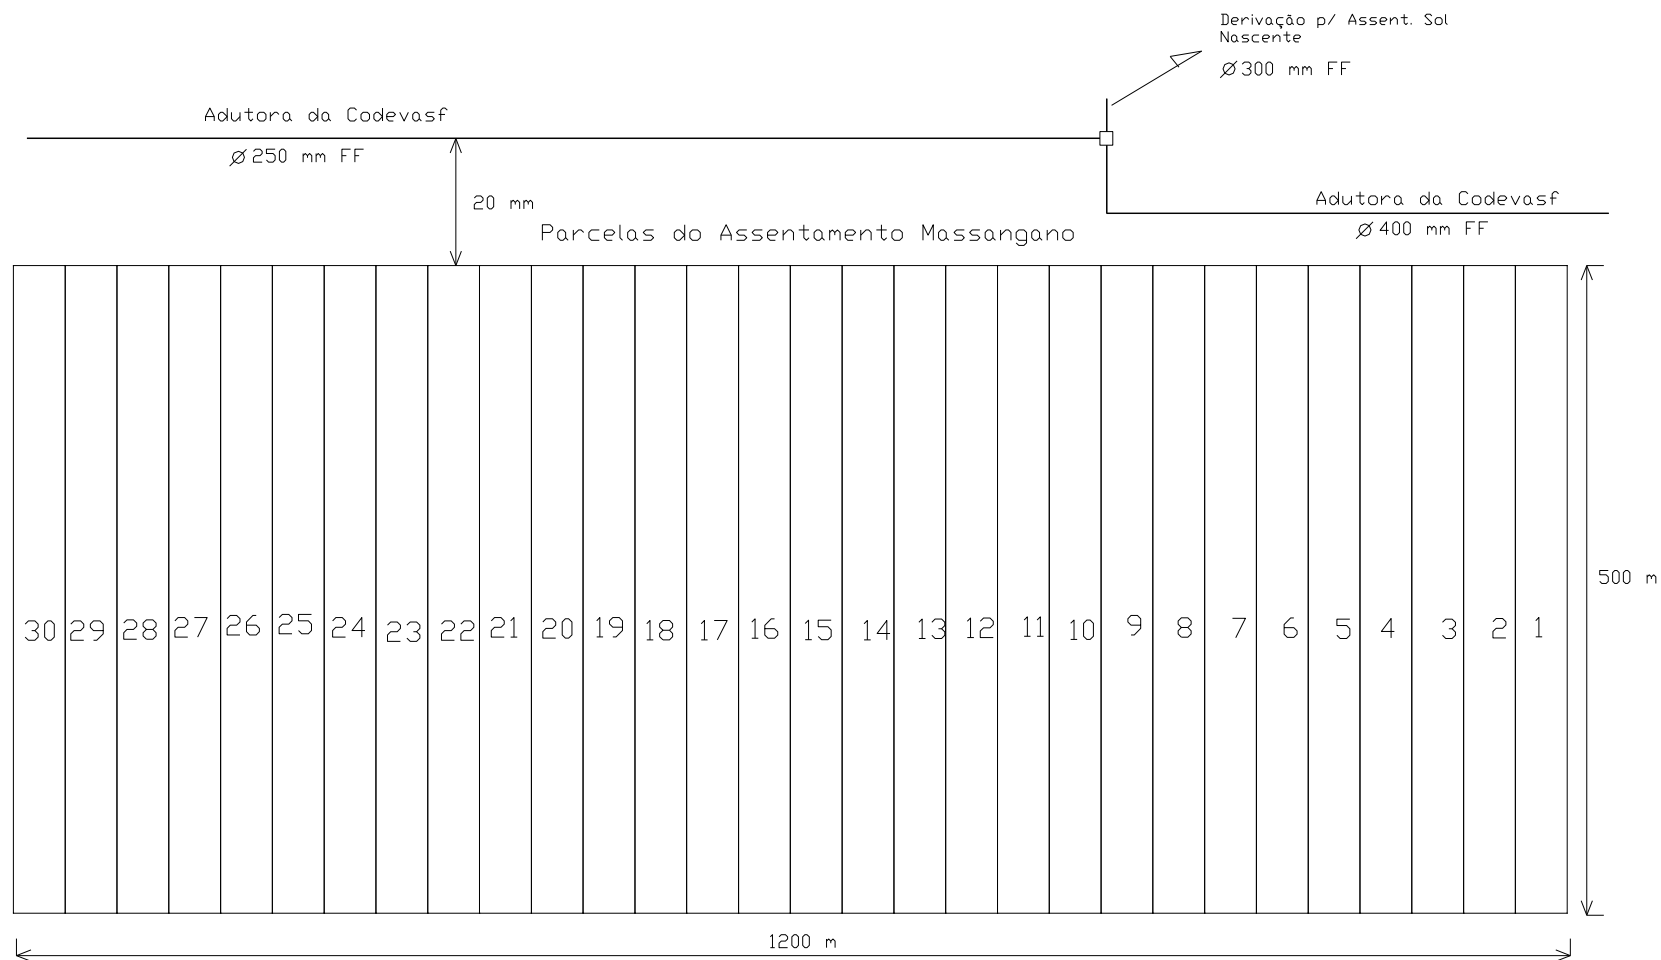 Derivação p/ Assent. Sol
Nascente
Ø300 mm FF
Adutora da Codevasf
Ø250 mm FF
20 mm
Adutora da Codevasf
Ø400 mm FF
Parcelas do Assentamento Massangano
500 m
30 29 28 27 26 25 24 23 22 21 20 19 18 17 16 15 14 13 12 11 10 9 8 7 6 5 4 3 2 1
1200 m